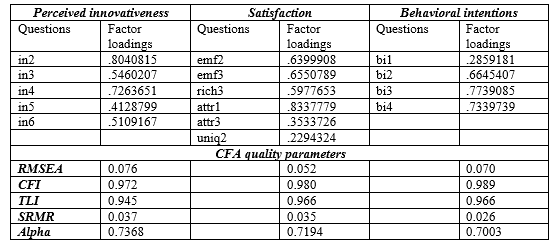 Perceived innovativeness Satisfaction Behavioral intentions
Questions Factor loadings Questions Factor loadings Questions Factor loadings
in2 .8040815 emf2 .6399908 bi1 .2859181
in3 .5460207 emf3 .6550789 bi2 .6645407
in4 .7263651 rich3 .5977653 bi3 .7739085
in5 .4128799 attr1 .8337779 bi4 .7339739
in6 .5109167 attr3 .3533726
uniq2 .2294324
CFA quality parameters
RMSEA 0.076 0.052 0.070
CFI 0.972 0.980 0.989
TLI 0.945 0.966 0.966
SRMR 0.037 0.035 0.026
Alpha 0.7368 0.7194 0.7003